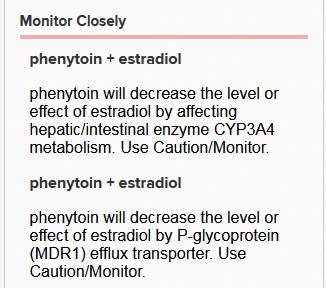 Monitor Closely
phenytoin + estradiol
phenytoin will decrease the level or
effect of estradiol by affecting
hepatic/intestinal enzyme CYP3A4
metabolism. Use Caution/Monitor.
phenytoin + estradiol
phenytoin will decrease the level or
effect of estradiol by P-glycoprotein
(MDR1) efflux transporter. Use
Caution/Monitor.